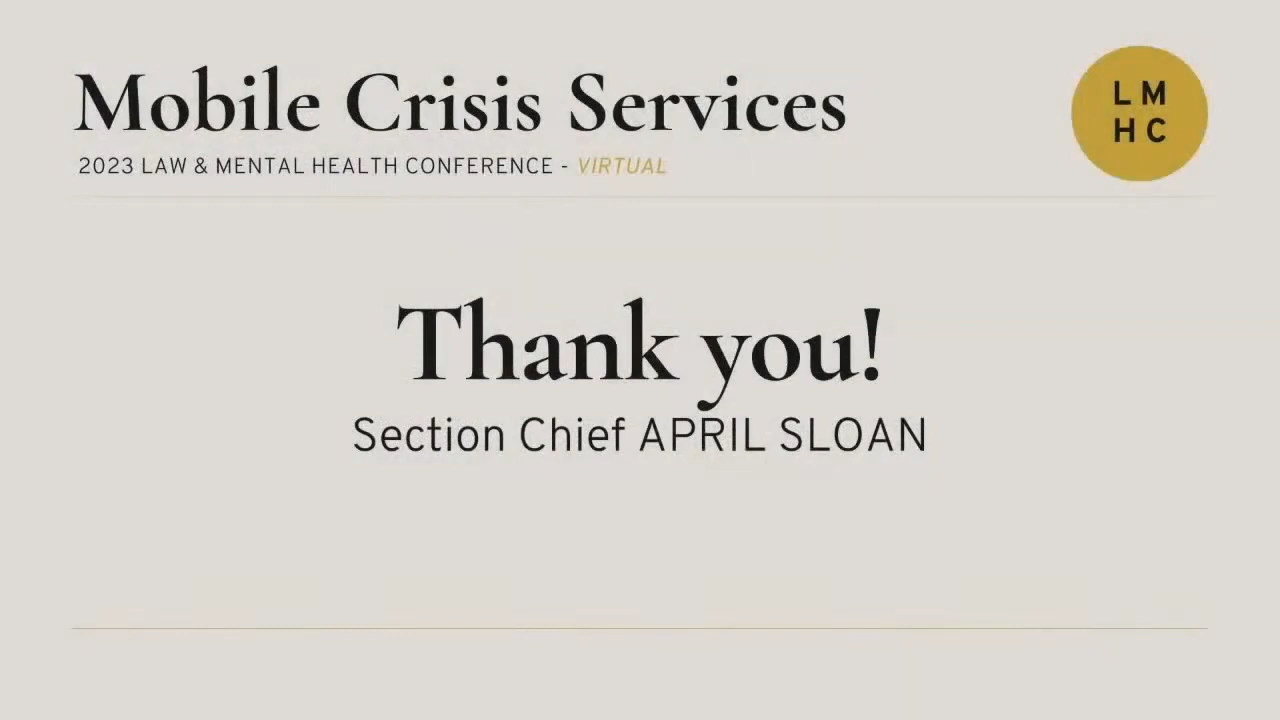 Mobile Crisis Services
2023 LAW & MENTAL HEALTH CONFERENCE - VIRTUAL
L M
H C
Thank you!
Section Chief APRIL SLOAN